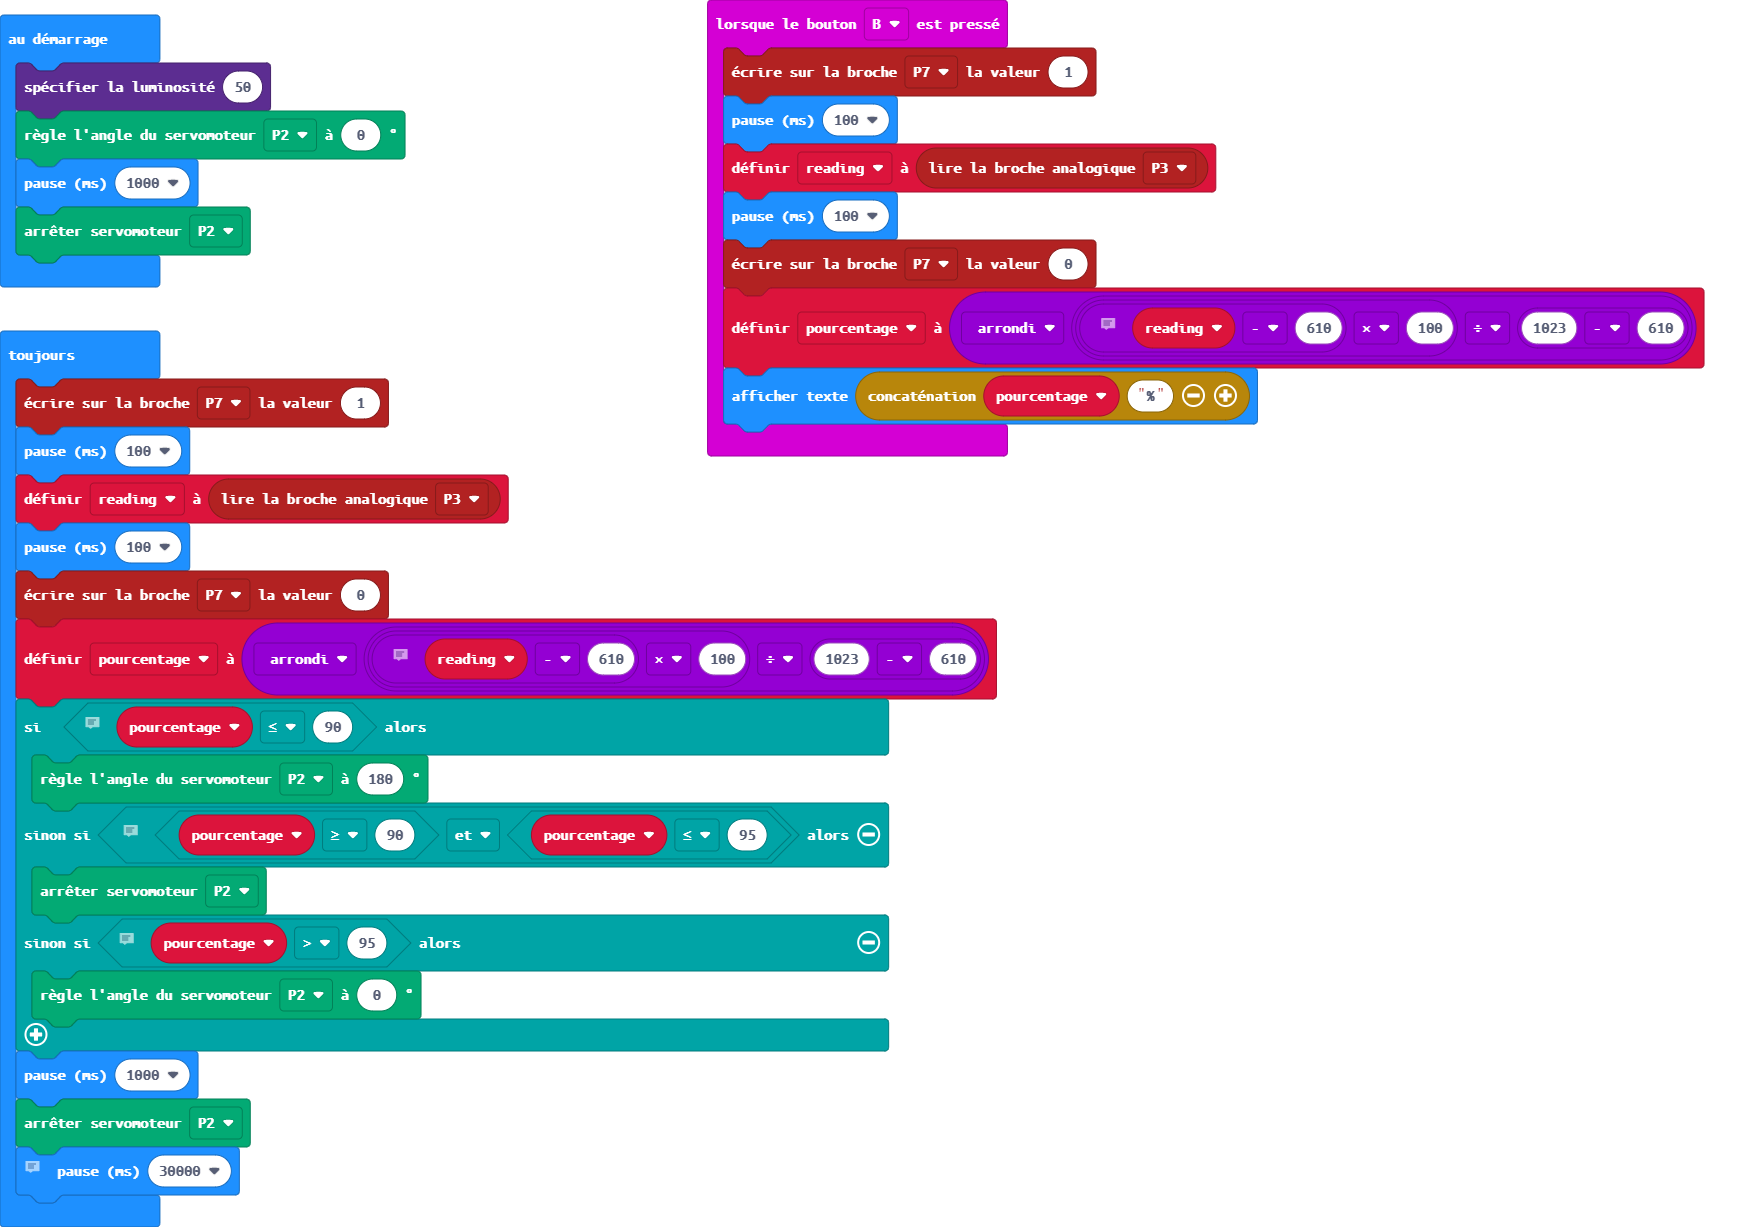 au démarrage
spécifier la luminosité 50
règle l'angle du servomoteur P2 à 0 °
pause (ms) 1000
arrêter servomoteur P2
toujours
écrire sur la broche P7 la valeur 1
pause (ms) 100
définir reading à lire la broche analogique P3
pause (ms) 100
écrire sur la broche P7 la valeur 0
définir pourcentage à arrondi reading - 610 x 100 ÷ 1023 - 610
si pourcentage ≤ 90 alors
règle l'angle du servomoteur P2 à 180 °
sinon si pourcentage ≥ 90 et pourcentage ≤ 95 alors
arrêter servomoteur P2
sinon si pourcentage > 95 alors
règle l'angle du servomoteur P2 à 0 °
pause (ms) 1000
arrêter servomoteur P2
pause (ms) 30000
lorsque le bouton B est pressé
écrire sur la broche P7 la valeur 1
pause (ms) 100
définir reading à lire la broche analogique P3
pause (ms) 100
écrire sur la broche P7 la valeur 0
définir pourcentage à arrondi reading - 610 x 100 ÷ 1023 - 610
afficher texte concaténation pourcentage "%"